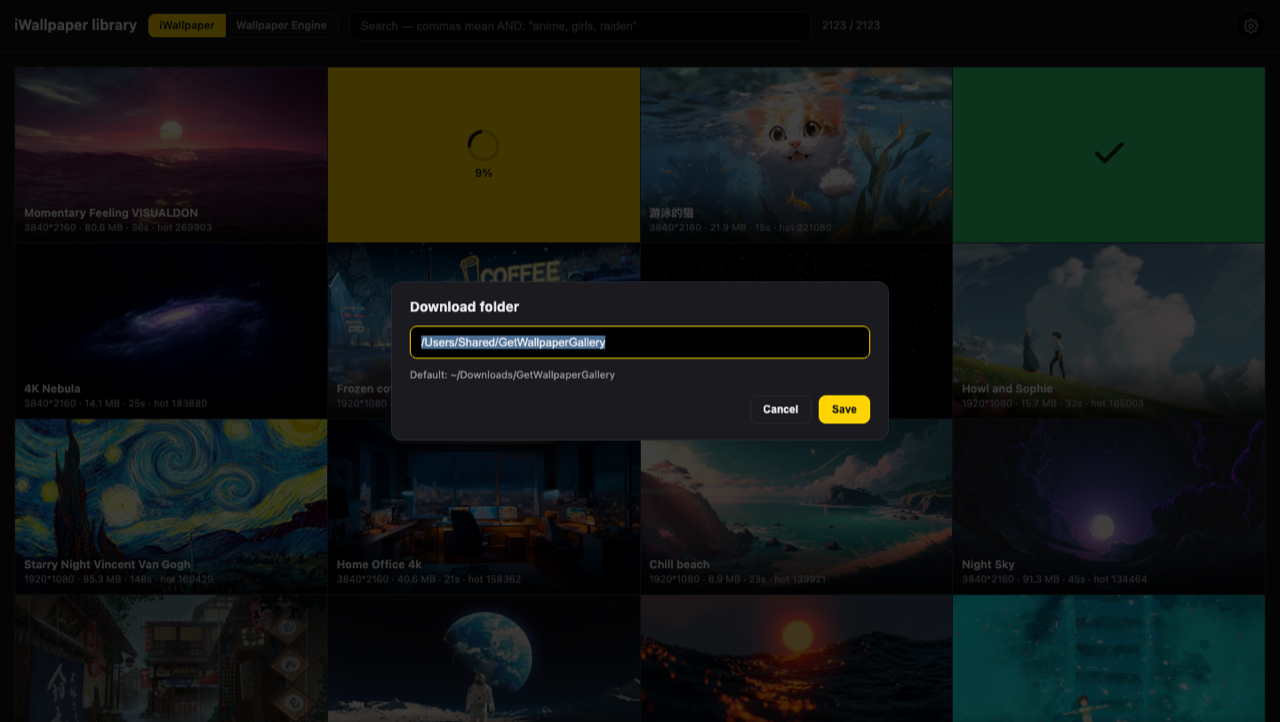 iWallpaper library
iWallpaper
Wallpaper Engine
Search — commas mean AND: "anime, girls, raiden"
2123 / 2123
Momentary Feeling VISUALDON
3840*2160 · 80.6 MB · 36s · hot 269903
9%
游泳的猫
3840*2160 · 21.9 MB · 15s · hot 221080
COFFEE
Download folder
/Users/Shared/GetWallpaperGallery
Default: ~/Downloads/GetWallpaperGallery
Cancel
Save
4K Nebula
3840*2160 · 14.1 MB · 25s · hot 183880
Frozen co
1920*1080
Howl and Sophie
1920*1080 · 15.7 MB · 32s · hot 165003
Starry Night Vincent Van Gogh
1920*1080 · 85.3 MB · 148s · hot 160429
Home Office 4k
3840*2160 · 40.6 MB · 21s · hot 158362
Chill beach
1920*1080 · 8.9 MB · 23s · hot 139921
Night Sky
3840*2160 · 91.3 MB · 45s · hot 134464